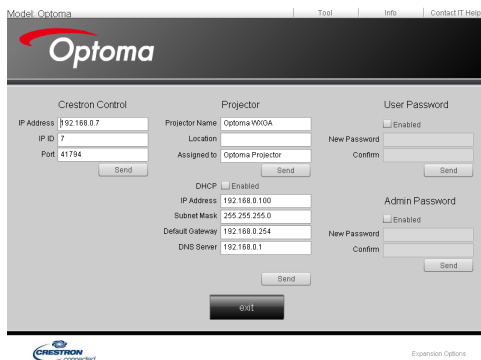 Model: Optoma
Tool
Info
Contact IT Help
Optoma
Crestron Control
IP Address 192.168.0.7
IP ID 7
Port 41794
Send
Projector
Projector Name Optoma WXGA
Location
Assigned to Optoma Projector
Send
DHCP Enabled
IP Address 192.168.0.100
Subnet Mask 255.255.255.0
Default Gateway 192.168.0.254
DNS Server 192.168.0.1
Send
User Password
Enabled
New Password
Confirm
Send
Admin Password
Enabled
New Password
Confirm
Send
exit
CRESTRON
connected
Expansion Options